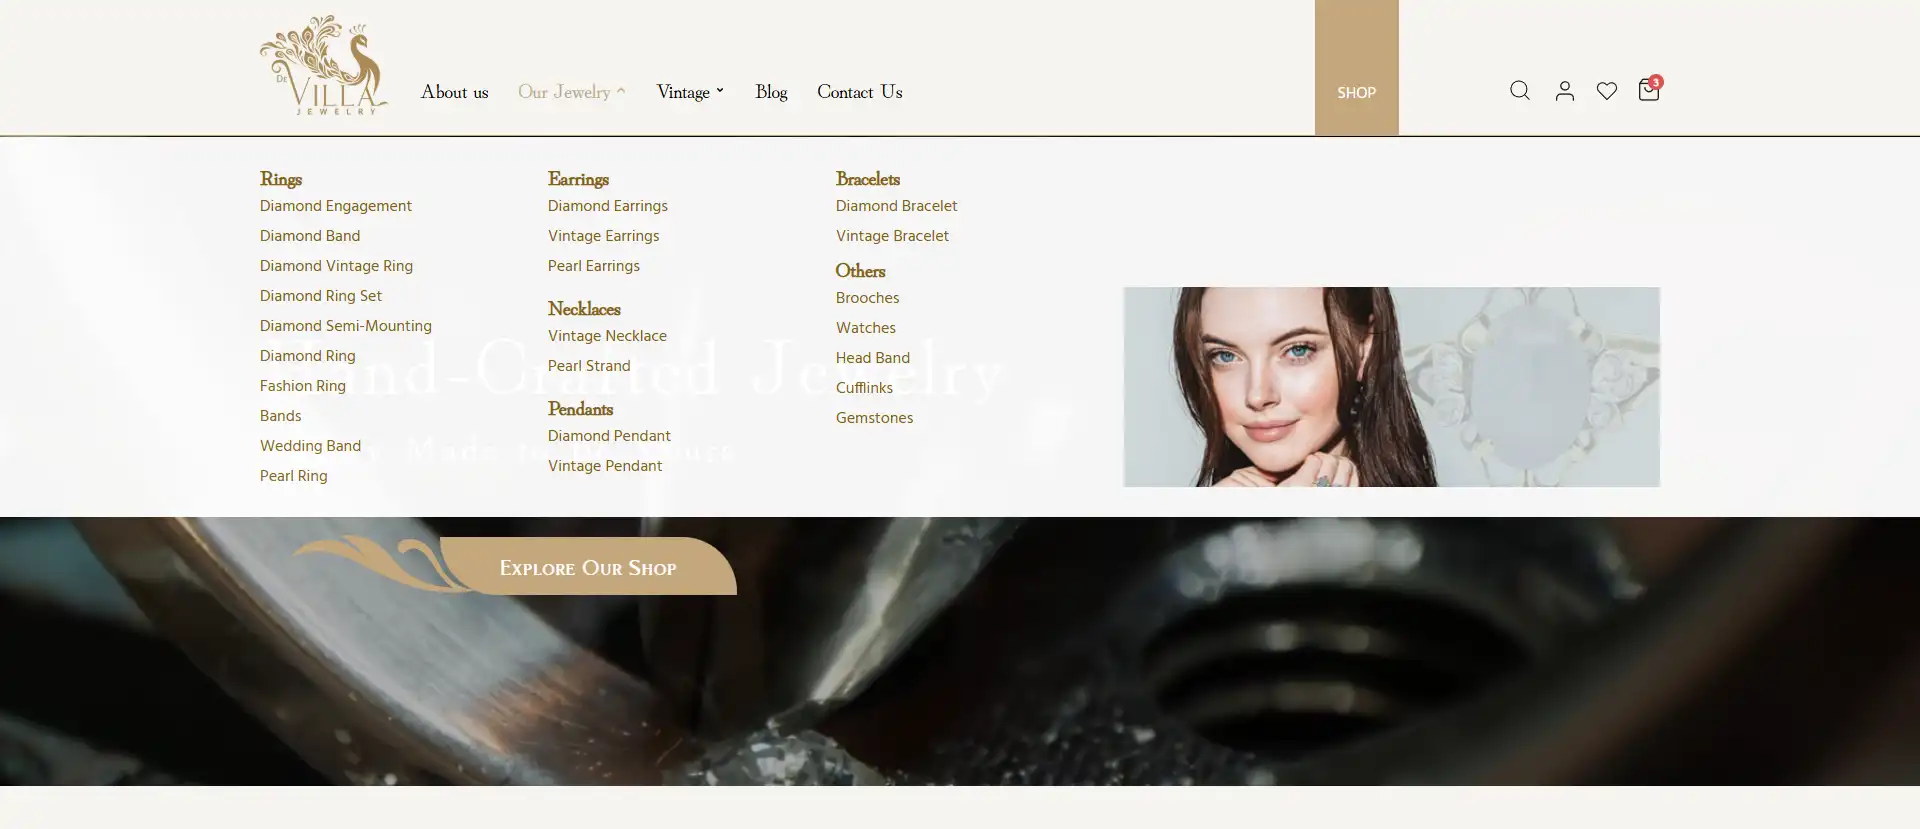 DE
VILLA
JEWELRY
About us
Our Jewelry
Vintage
Blog
Contact Us
SHOP
3
Rings
Diamond Engagement
Diamond Band
Diamond Vintage Ring
Diamond Ring Set
Diamond Semi-Mounting
Diamond Ring
Fashion Ring
Bands
Wedding Band
Pearl Ring
Earrings
Diamond Earrings
Vintage Earrings
Pearl Earrings
Necklaces
Vintage Necklace
Pearl Strand
Pendants
Diamond Pendant
Vintage Pendant
Bracelets
Diamond Bracelet
Vintage Bracelet
Others
Brooches
Watches
Head Band
Cufflinks
Gemstones
Hand-Crafted Jewelry
Made to
Explore Our Shop